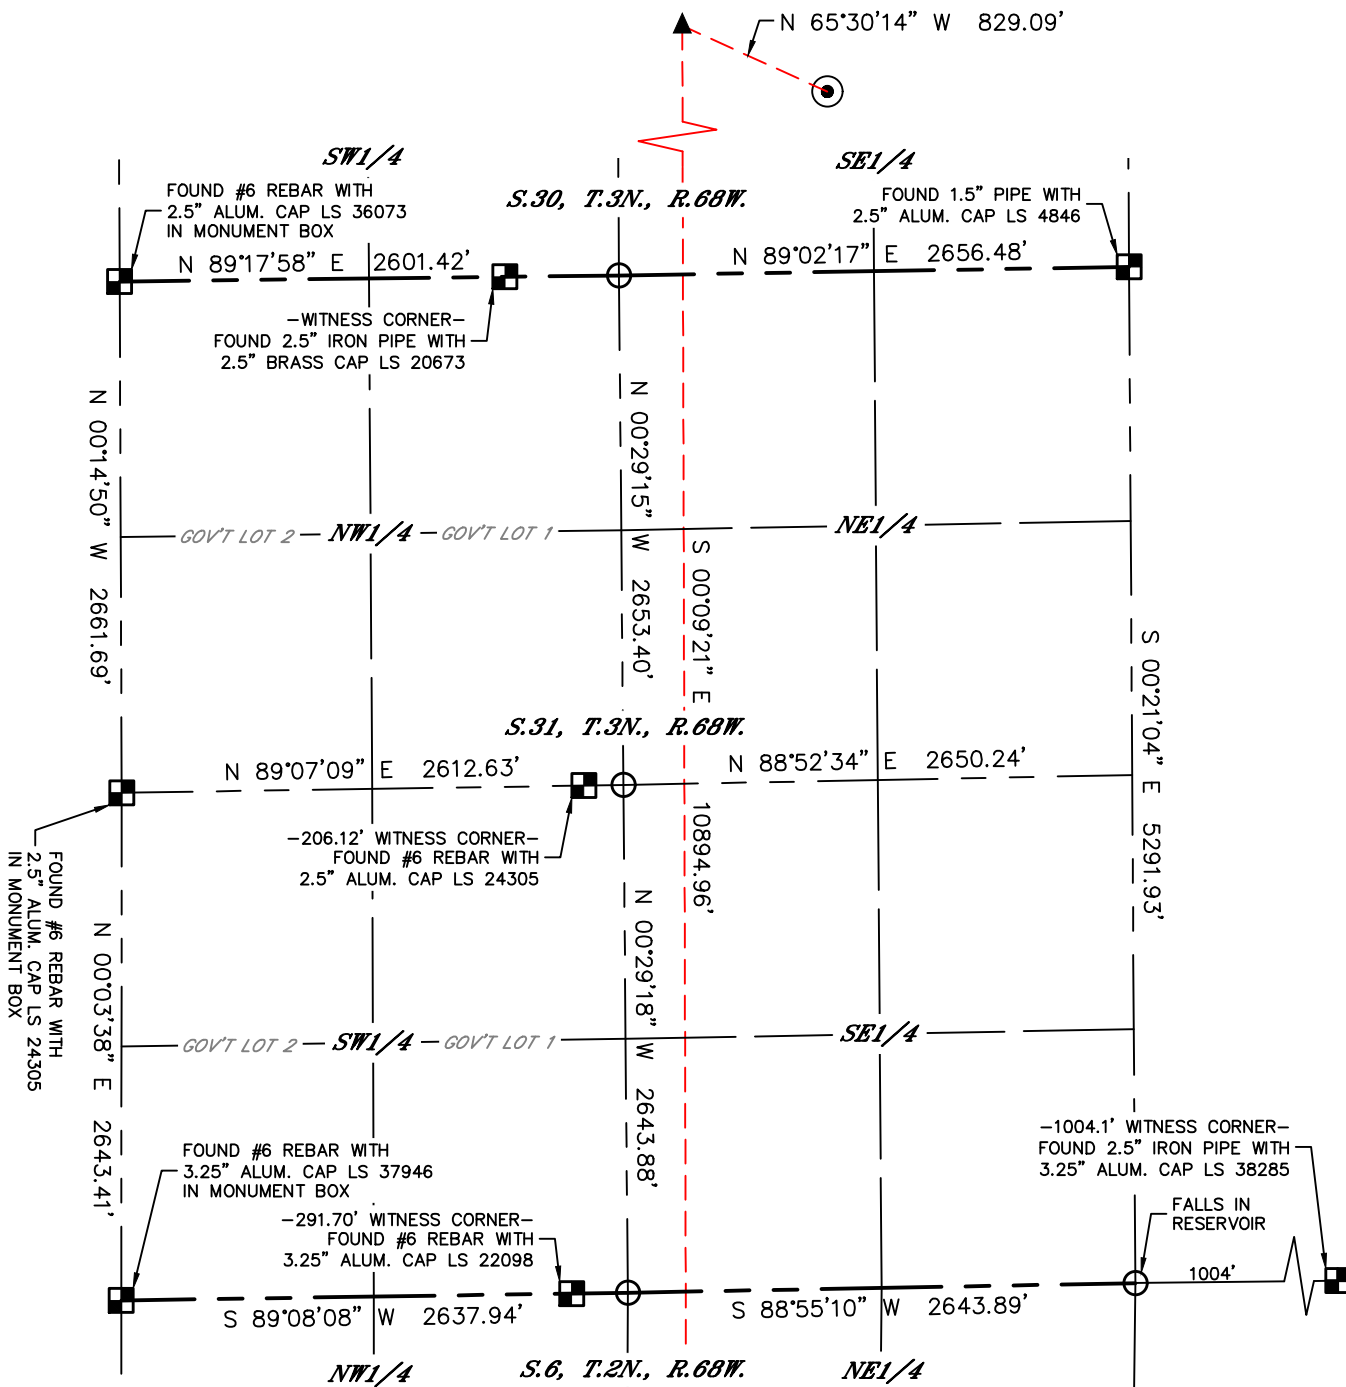 N 65°30'14" W 829.09'
SW1/4
SE1/4
FOUND #6 REBAR WITH
2.5" ALUM. CAP LS 36073
IN MONUMENT BOX
S.30, T.3N., R.68W.
FOUND 1.5" PIPE WITH
2.5" ALUM. CAP LS 4846
N 89°17'58" E 2601.42'
N 89°02'17" E 2656.48'
-WITNESS CORNER-
FOUND 2.5" IRON PIPE WITH
2.5" BRASS CAP LS 20673
N 00°14'50" W 2661.69'
N 00°29'15" W 2653.40'
S 00°09'21" E 10894.96'
S 00°21'04" E 5291.93'
GOV'T LOT 2
NW1/4
GOV'T LOT 1
NE1/4
S.31, T.3N., R.68W.
N 89°07'09" E 2612.63'
N 88°52'34" E 2650.24'
-206.12' WITNESS CORNER-
FOUND #6 REBAR WITH
2.5" ALUM. CAP LS 24305
FOUND #6 REBAR WITH
2.5" ALUM. CAP LS 24305
IN MONUMENT BOX
N 00°03'38" E 2643.41'
N 00°29'18" W 2643.88'
GOV'T LOT 2
SW1/4
GOV'T LOT 1
SE1/4
FOUND #6 REBAR WITH
3.25" ALUM. CAP LS 37946
IN MONUMENT BOX
-291.70' WITNESS CORNER-
FOUND #6 REBAR WITH
3.25" ALUM. CAP LS 22098
-1004.1' WITNESS CORNER-
FOUND 2.5" IRON PIPE WITH
3.25" ALUM. CAP LS 38285
FALLS IN
RESERVOIR
1004'
S 89°08'08" W 2637.94'
S 88°55'10" W 2643.89'
NW1/4
S.6, T.2N., R.68W.
NE1/4